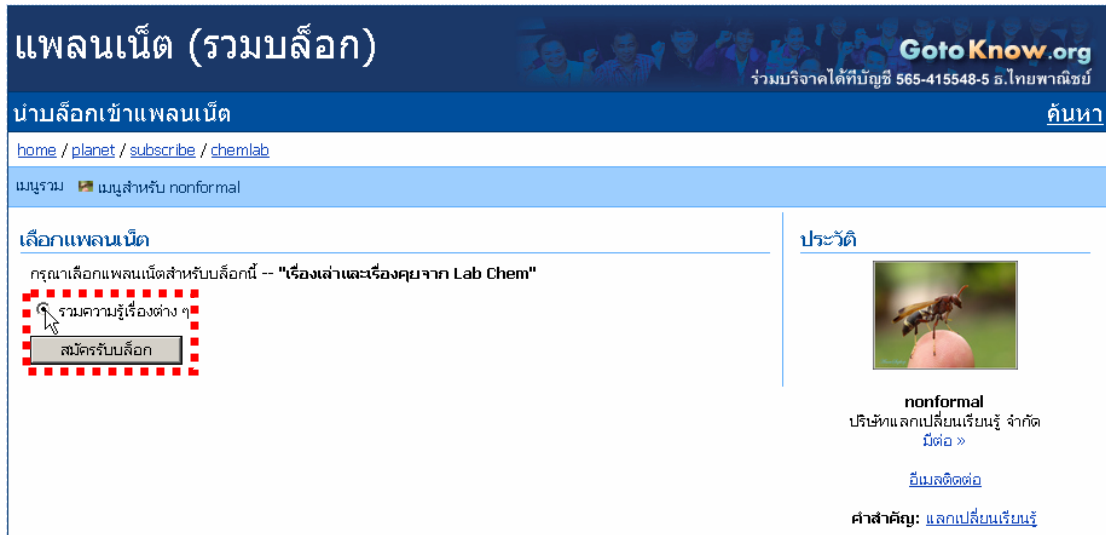 แพลนเน็ต (รวมบล็อก)
GotoKnow.org
ร่วมบริจาคได้ที่บัญชี 565-415548-5 ธ.ไทยพาณิชย์
นำบล็อกเข้าแพลนเน็ต
ค้นหา
home / planet / subscribe / chemlab
เมนูรวม เมนูสำหรับ nonformal
เลือกแพลนเน็ต
ประวัติ
กรุณาเลือกแพลนเน็ตสำหรับบล็อกนี้ -- "เรื่องเล่าและเรื่องคุยจาก Lab Chem"
รวมความรู้เรื่องต่าง ๆ
สมัครรับบล็อก
nonformal
บริษัทแลกเปลี่ยนเรียนรู้ จำกัด
มีต่อ »
อีเมลติดต่อ
คำสำคัญ: แลกเปลี่ยนเรียนรู้